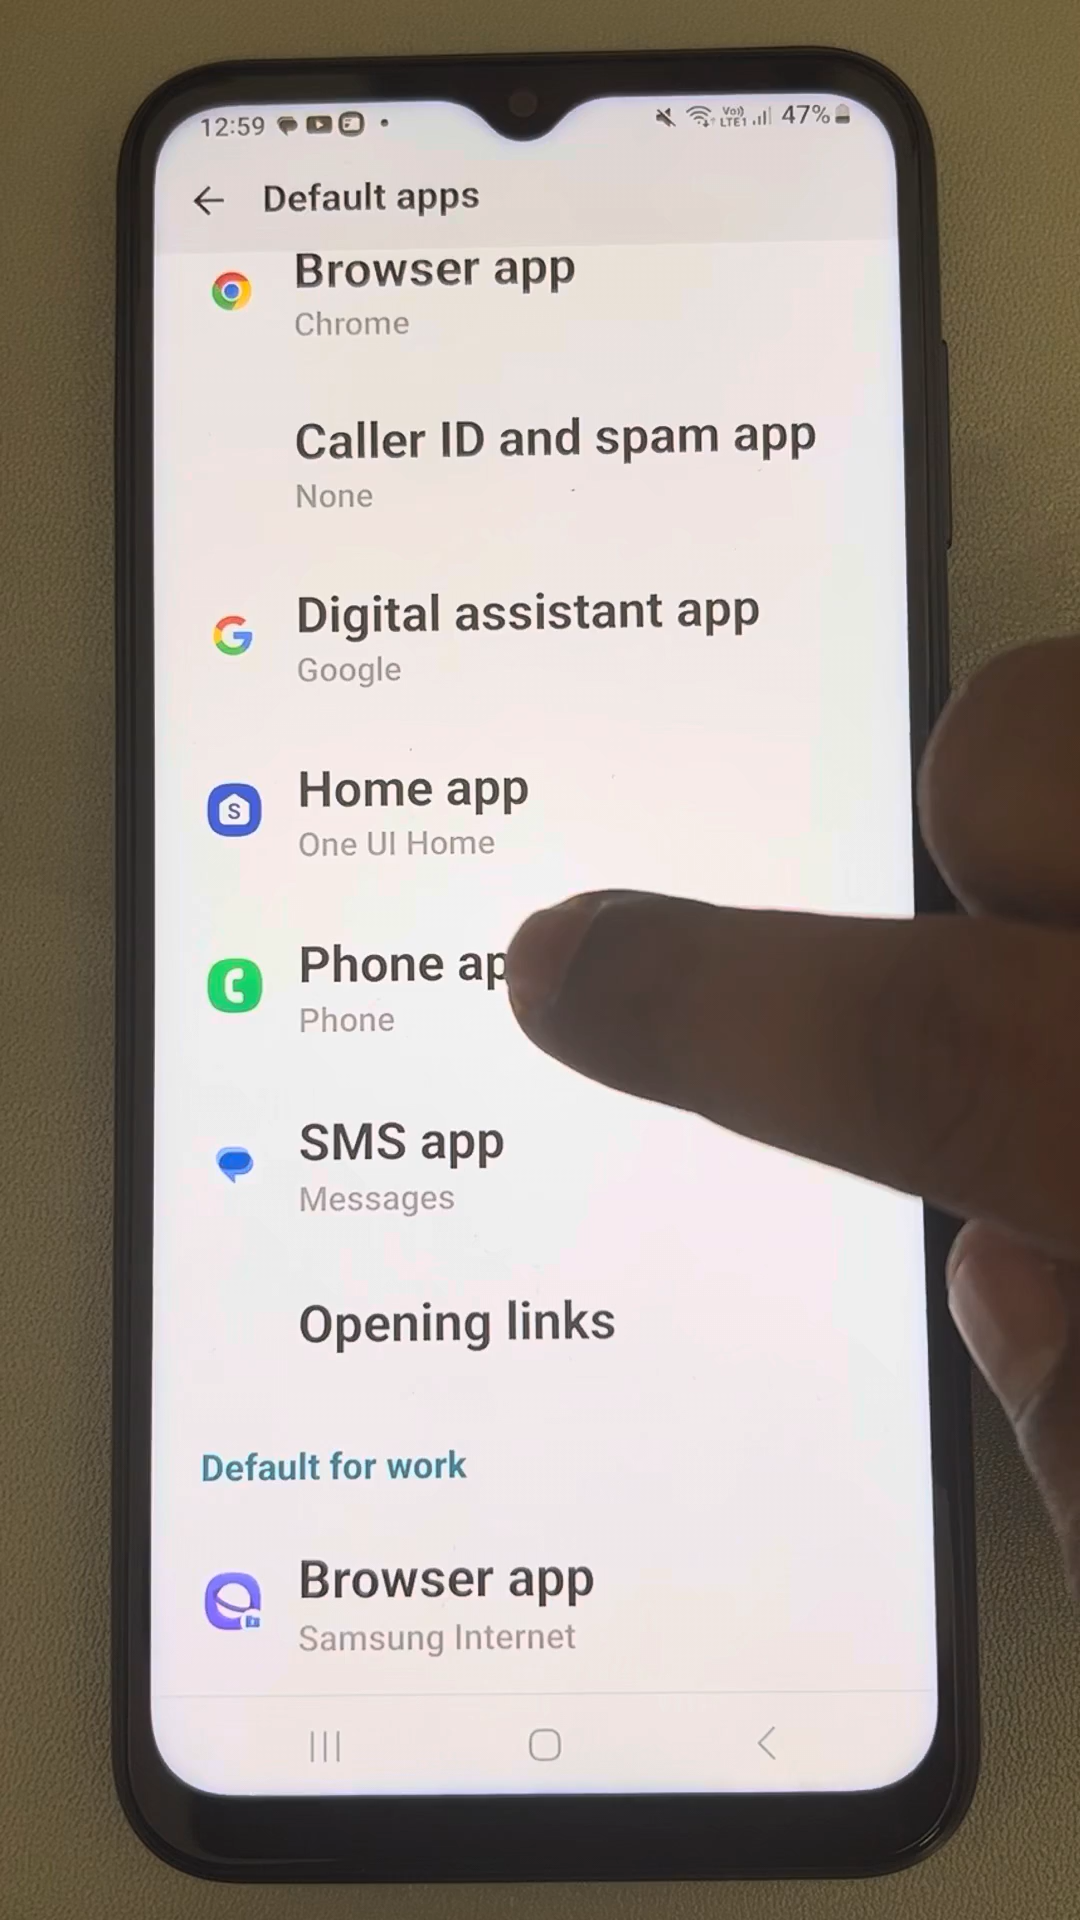 12:59
Vo))
LTE1
47%
Default apps
Browser app
Chrome
Caller ID and spam app
None
Digital assistant app
Google
Home app
One UI Home
Phone ap
Phone
SMS app
Messages
Opening links
Default for work
Browser app
Samsung Internet